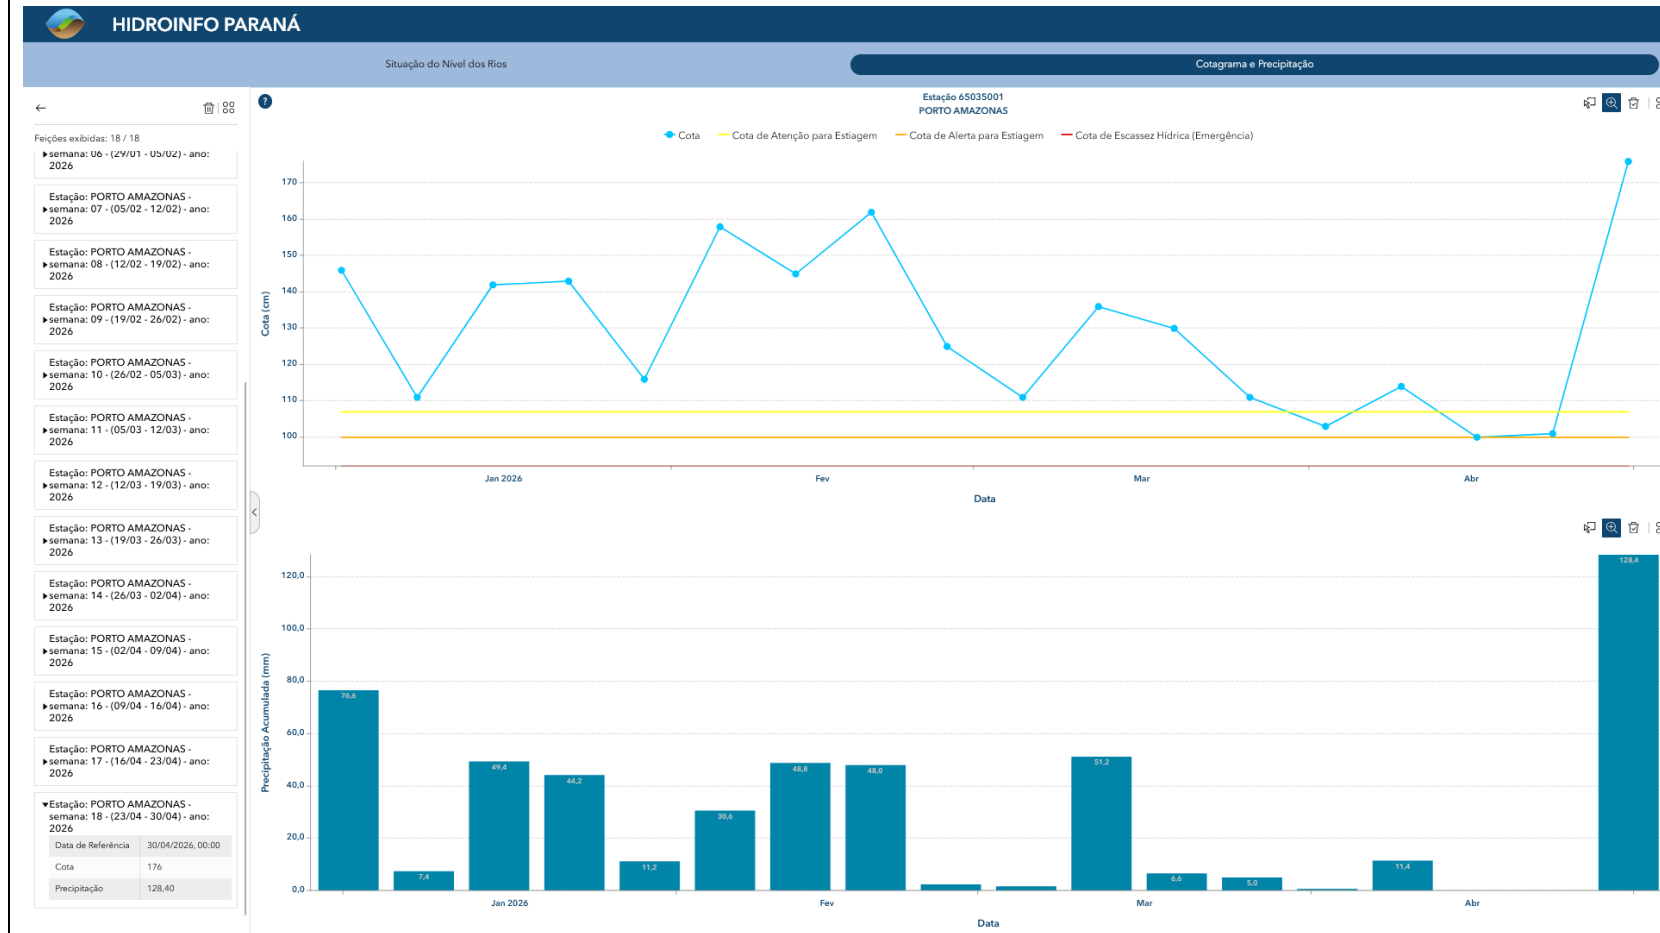 HIDROINFO PARANÁ
Situação do Nível dos Rios
Cotagrama e Precipitação
Feições exibidas: 18 / 18
semana: 06 - (29/01 - 05/02) - ano:
2026
Estação: PORTO AMAZONAS -
semana: 07 - (05/02 - 12/02) - ano:
2026
Estação: PORTO AMAZONAS -
semana: 08 - (12/02 - 19/02) - ano:
2026
Estação: PORTO AMAZONAS -
semana: 09 - (19/02 - 26/02) - ano:
2026
Estação: PORTO AMAZONAS -
semana: 10 - (26/02 - 05/03) - ano:
2026
Estação: PORTO AMAZONAS -
semana: 11 - (05/03 - 12/03) - ano:
2026
Estação: PORTO AMAZONAS -
semana: 12 - (12/03 - 19/03) - ano:
2026
Estação: PORTO AMAZONAS -
semana: 13 - (19/03 - 26/03) - ano:
2026
Estação: PORTO AMAZONAS -
semana: 14 - (26/03 - 02/04) - ano:
2026
Estação: PORTO AMAZONAS -
semana: 15 - (02/04 - 09/04) - ano:
2026
Estação: PORTO AMAZONAS -
semana: 16 - (09/04 - 16/04) - ano:
2026
Estação: PORTO AMAZONAS -
semana: 17 - (16/04 - 23/04) - ano:
2026
Estação: PORTO AMAZONAS -
semana: 18 - (23/04 - 30/04) - ano:
2026
Data de Referência 30/04/2026, 00:00
Cota 176
Precipitação 128,40
?
Estação 65035001
PORTO AMAZONAS
Cota Cota de Atenção para Estiagem Cota de Alerta para Estiagem Cota de Escassez Hídrica (Emergência)
Cota (cm)
170
160
150
140
130
120
110
100
Jan 2026 Fev Mar Abr
Data
Precipitação Acumulada (mm)
120,0
100,0
80,0
60,0
40,0
20,0
0,0
76,6
7,4
49,4
44,2
11,2
30,6
48,8
48,0
51,2
6,6
5,0
11,4
128,4
Jan 2026 Fev Mar Abr
Data